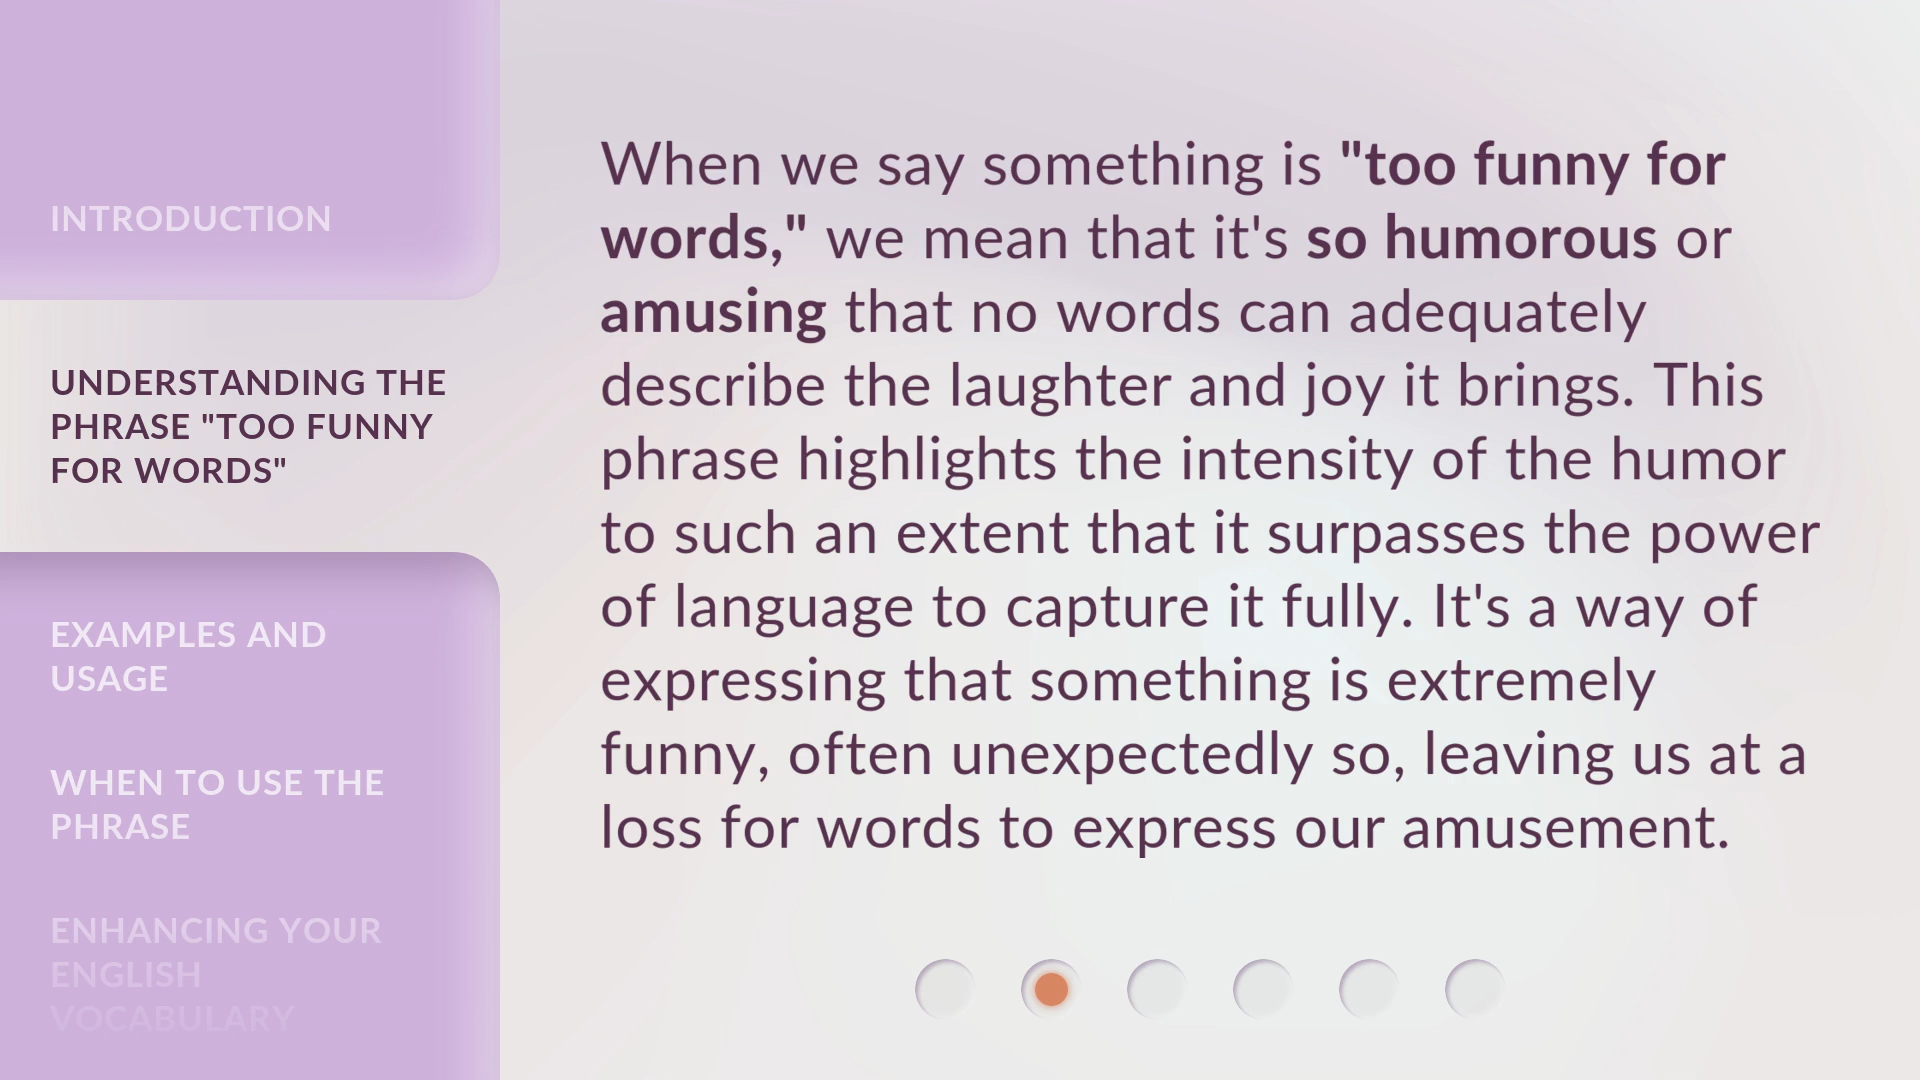 INTRODUCTION
UNDERSTANDING THE
PHRASE "TOO FUNNY
FOR WORDS"
EXAMPLES AND
USAGE
WHEN TO USE THE
PHRASE
ENHANCING YOUR
ENGLISH
VOCABULARY
When we say something is "too funny for
words," we mean that it's so humorous or
amusing that no words can adequately
describe the laughter and joy it brings. This
phrase highlights the intensity of the humor
to such an extent that it surpasses the power
of language to capture it fully. It's a way of
expressing that something is extremely
funny, often unexpectedly so, leaving us at a
loss for words to express our amusement.